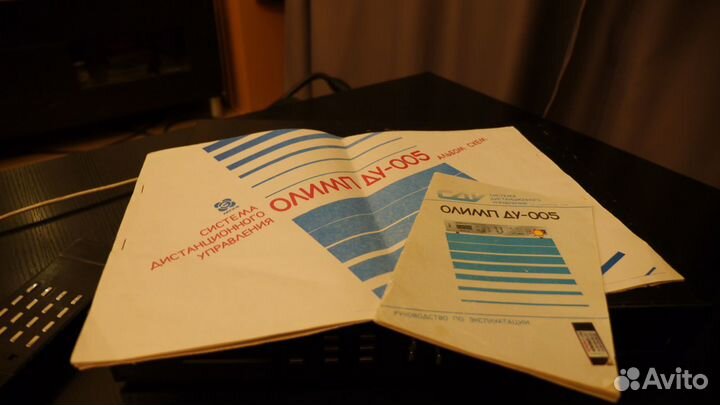 СИСТЕМА
ДИСТАНЦИОННОГО
УПРАВЛЕНИЯ
ОЛИМП ДУ-005
АЛЬБОМ СХЕМ
СДУ
СИСТЕМА
ДИСТАНЦИОННОГО
УПРАВЛЕНИЯ
ОЛИМП ДУ-005
РУКОВОДСТВО ПО ЭКСПЛУАТАЦИИ
Avito